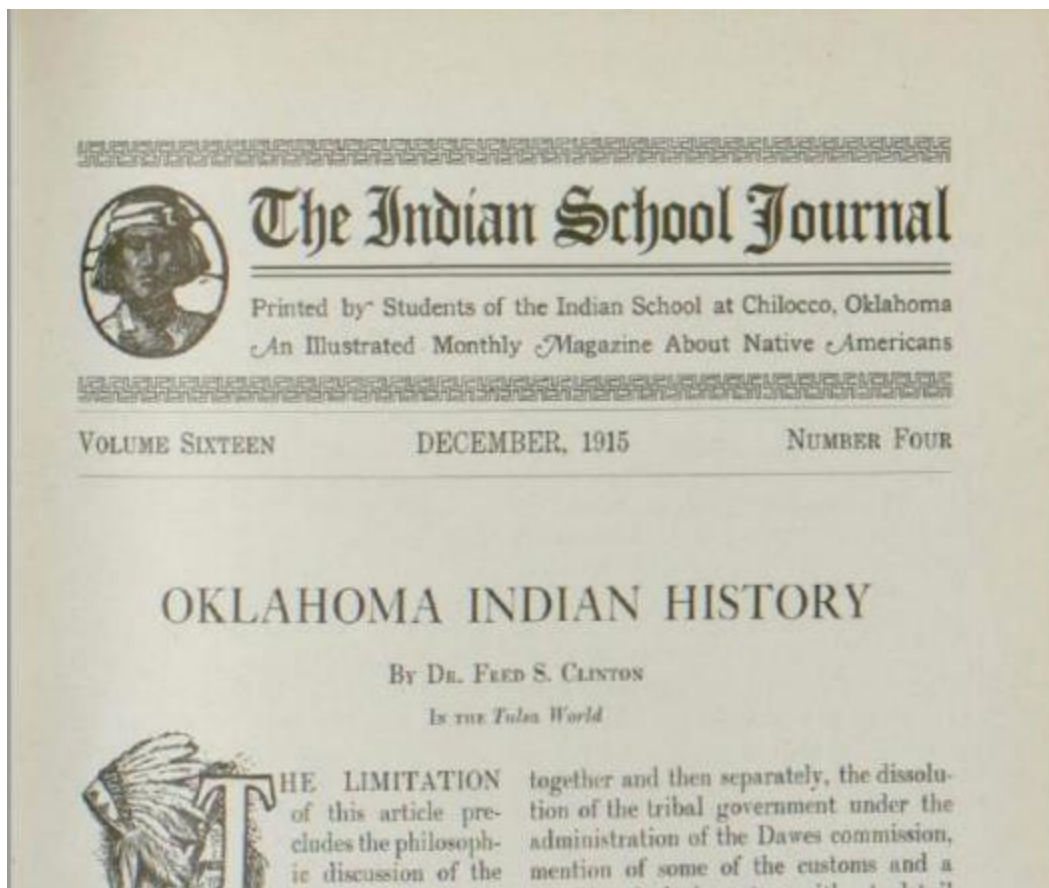 The Indian School Journal
Printed by Students of the Indian School at Chilocco, Oklahoma
An Illustrated Monthly Magazine About Native Americans
VOLUME SIXTEEN
DECEMBER, 1915
NUMBER FOUR
OKLAHOMA INDIAN HISTORY
BY DR. FRED S. CLINTON
IN THE Tulsa World
THE LIMITATION
of this article pre-
cludes the philosoph-
ic discussion of the
together and then separately, the dissolu-
tion of the tribal government under the
administration of the Dawes commission,
mention of some of the customs and a